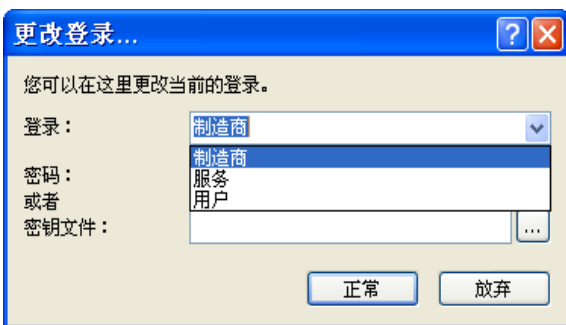 更改登录...
您可以在这里更改当前的登录。
登录： 制造商
制造商
密码： 服务
或者 用户
密钥文件： ...
正常 放弃